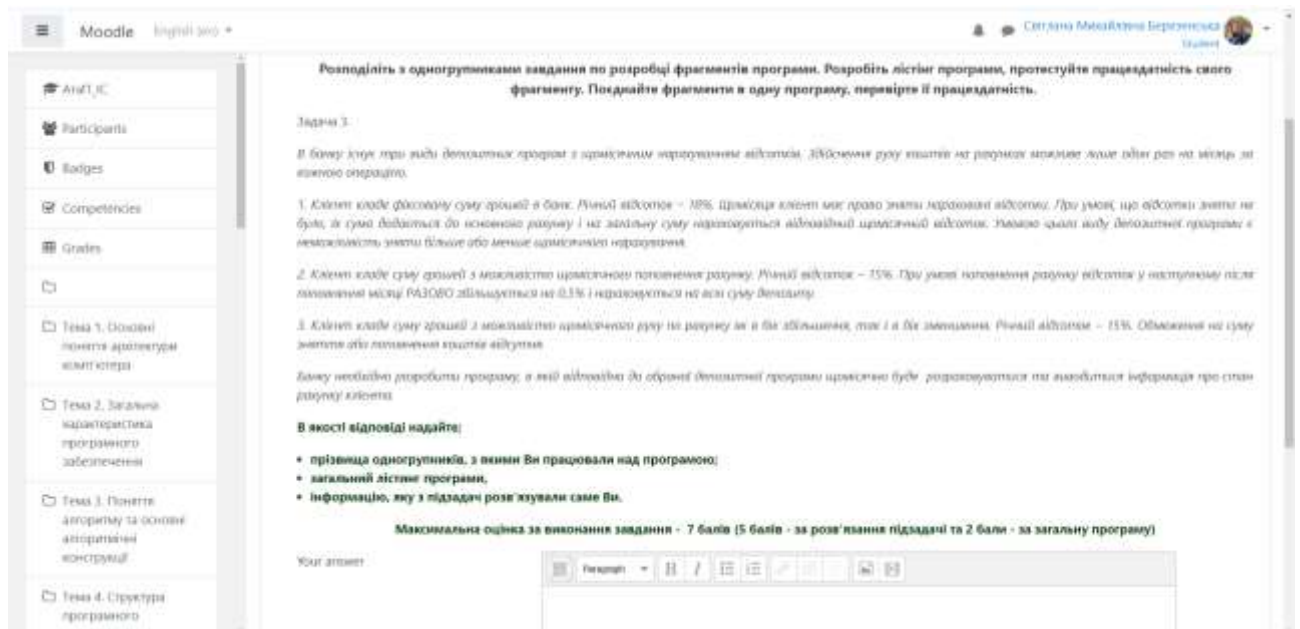 Moodle
Світлана Михайлівна Березенська
Student
Participants
Badges
Competencies
Grades
Тема 1. Основні
поняття архітектури
комп'ютера
Тема 2. Загальна
характеристика
програмного
забезпечення
Тема 3. Поняття
алгоритму та основні
алгоритмічні
конструкції
Тема 4. Структура
програмного
Розподіліть з одногрупниками завдання по розробці фрагментів програми. Розробіть лістінг програми, протестуйте працездатність свого
фрагменту. Поєднайте фрагменти в одну програму, перевірте її працездатність.
Задача 3.
В банку існує три види депозитних програм з щомісячним нарахуванням відсотків. Здійснення руху коштів на рахунках можливе лише один раз на місяць за
кожною операцією.
1. Клієнт кладе фіксовану суму грошей в банк. Річний відсоток – 18%. Щомісяця клієнт має право зняти нараховані відсотки. При умові, що відсотки знято не
було, їх сума додається до основного рахунку і на загальну суму нараховується відповідний щомісячний відсоток. Умовою цього виду депозитної програми є
неможливість зняти більше або менше щомісячного нарахування.
2. Клієнт кладе суму грошей з можливістю щомісячного поповнення рахунку. Річний відсоток – 15%. При умові поповнення рахунку відсоток у наступному після
поповнення місяці РАЗОВО збільшується на 0,5% і нараховується на всю суму депозиту.
3. Клієнт кладе суму грошей з можливістю щомісячного руху по рахунку як в бік збільшення, так і в бік зменшення. Річний відсоток – 15%. Обмеження на суму
зняття або поповнення коштів відсутня.
Банку необхідно розробити програму, в якій відповідно до обраної депозитної програми щомісячно буде розраховуватися та виводитися інформація про стан
рахунку клієнта.
В якості відповіді надайте:
• прізвища одногрупників, з якими Ви працювали над програмою;
• загальний лістинг програми,
• інформацію, яку з підзадач розв'язували саме Ви.
Максимальна оцінка за виконання завдання - 7 балів (5 балів - за розв'язання підзадачі та 2 бали - за загальну програму)
Your answer
Paragraph